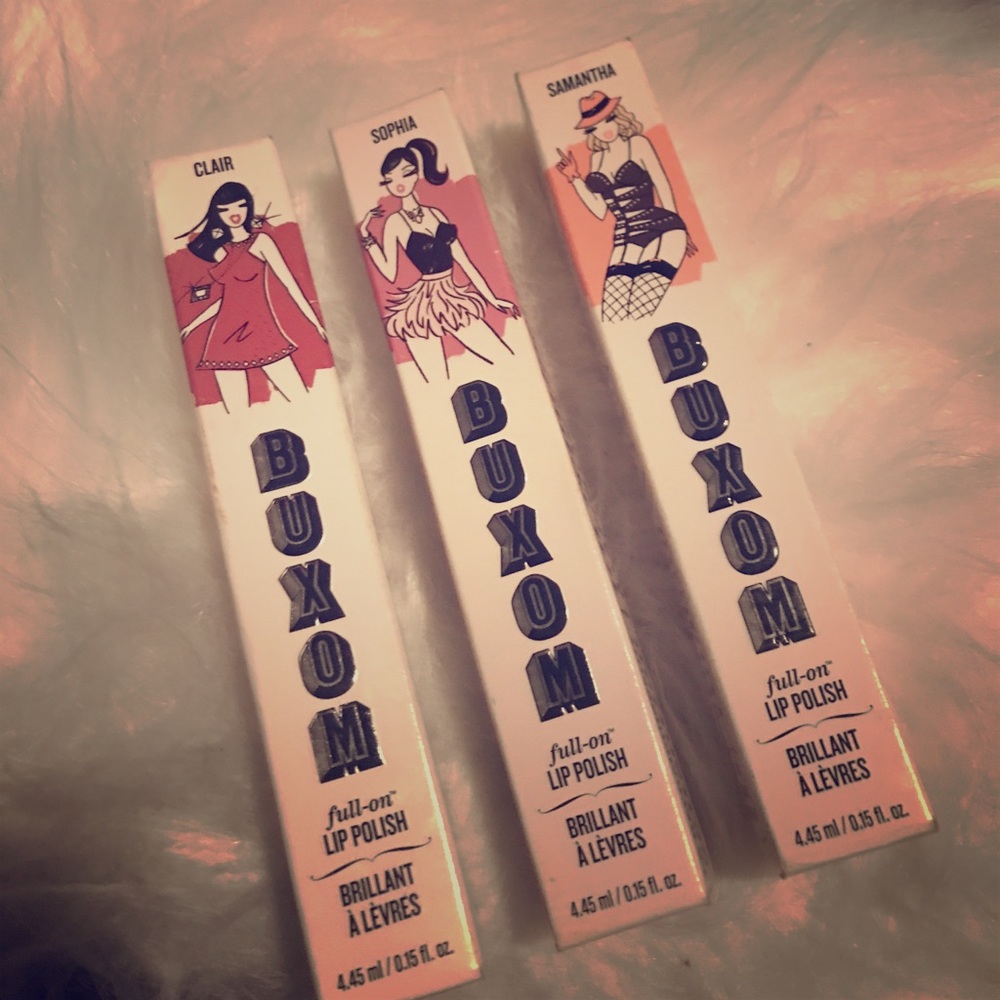 CLAIR
BUXOM
full-on™
LIP POLISH
BRILLANT
À LÈVRES
4.45 ml / 0.15 fl. oz.
SOPHIA
BUXOM
full-on™
LIP POLISH
BRILLANT
À LÈVRES
4.45 ml / 0.15 fl. oz.
SAMANTHA
BUXOM
full-on™
LIP POLISH
BRILLANT
À LÈVRES
4.45 ml / 0.15 fl. oz.